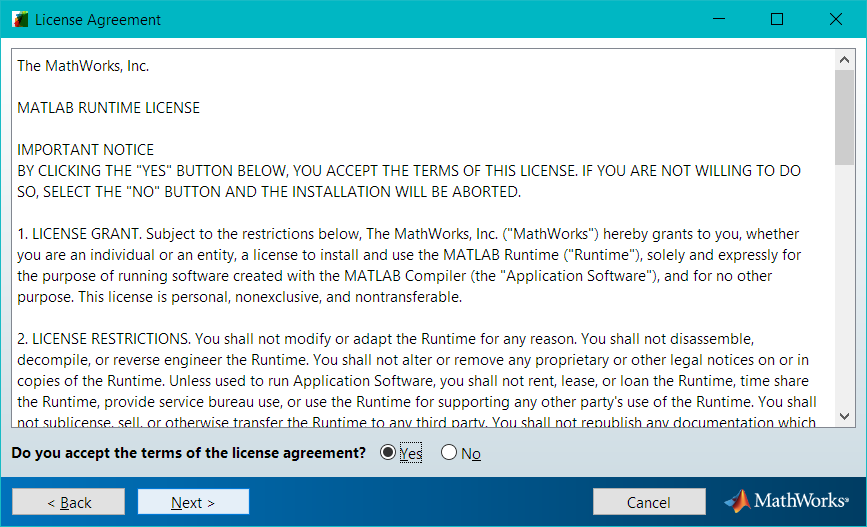 License Agreement
The MathWorks, Inc.
MATLAB RUNTIME LICENSE
IMPORTANT NOTICE
BY CLICKING THE "YES" BUTTON BELOW, YOU ACCEPT THE TERMS OF THIS LICENSE. IF YOU ARE NOT WILLING TO DO
SO, SELECT THE "NO" BUTTON AND THE INSTALLATION WILL BE ABORTED.
1. LICENSE GRANT. Subject to the restrictions below, The MathWorks, Inc. ("MathWorks") hereby grants to you, whether
you are an individual or an entity, a license to install and use the MATLAB Runtime ("Runtime"), solely and expressly for
the purpose of running software created with the MATLAB Compiler (the "Application Software"), and for no other
purpose. This license is personal, nonexclusive, and nontransferable.
2. LICENSE RESTRICTIONS. You shall not modify or adapt the Runtime for any reason. You shall not disassemble,
decompile, or reverse engineer the Runtime. You shall not alter or remove any proprietary or other legal notices on or in
copies of the Runtime. Unless used to run Application Software, you shall not rent, lease, or loan the Runtime, time share
the Runtime, provide service bureau use, or use the Runtime for supporting any other party's use of the Runtime. You shall
not sublicense, sell, or otherwise transfer the Runtime to any third party. You shall not republish any documentation which
Do you accept the terms of the license agreement? Yes No
< Back Next > Cancel MathWorks®